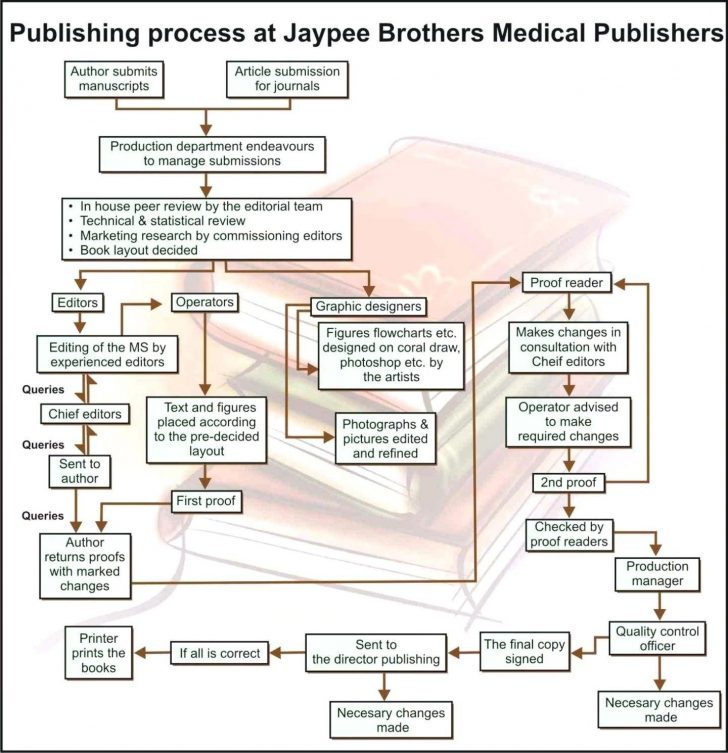 Publishing process at Jaypee Brothers Medical Publishers
Author submits
manuscripts
Article submission
for journals
Production department endeavours
to manage submissions
• In house peer review by the editorial team
• Technical & statistical review
• Marketing research by commissioning editors
• Book layout decided
Editors
Operators
Graphic designers
Proof reader
Editing of the MS by
experienced editors
Figures flowcharts etc.
designed on coral draw,
photoshop etc. by
the artists
Makes changes in
consultation with
Cheif editors
Queries
Chief editors
Text and figures
placed according
to the pre-decided
layout
Photographs &
pictures edited
and refined
Operator advised
to make
required changes
Queries
Sent to
author
First proof
2nd proof
Queries
Author
returns proofs
with marked
changes
Checked by
proof readers
Production
manager
Printer
prints the
books
If all is correct
Sent to
the director publishing
The final copy
signed
Quality control
officer
Necesary changes
made
Necesary changes
made